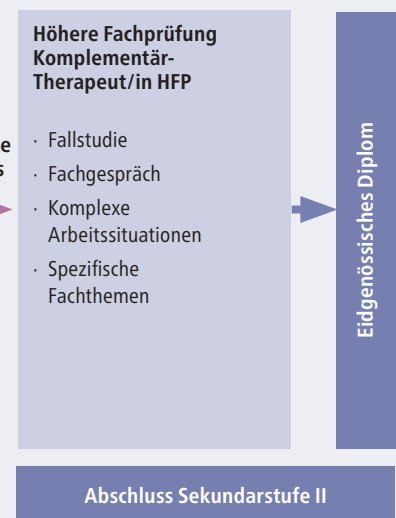 Höhere Fachprüfung
Komplementär-
Therapeut/in HFP
· Fallstudie
· Fachgespräch
· Komplexe
Arbeitssituationen
· Spezifische
Fachthemen
Eidgenössisches Diplom
Abschluss Sekundarstufe II